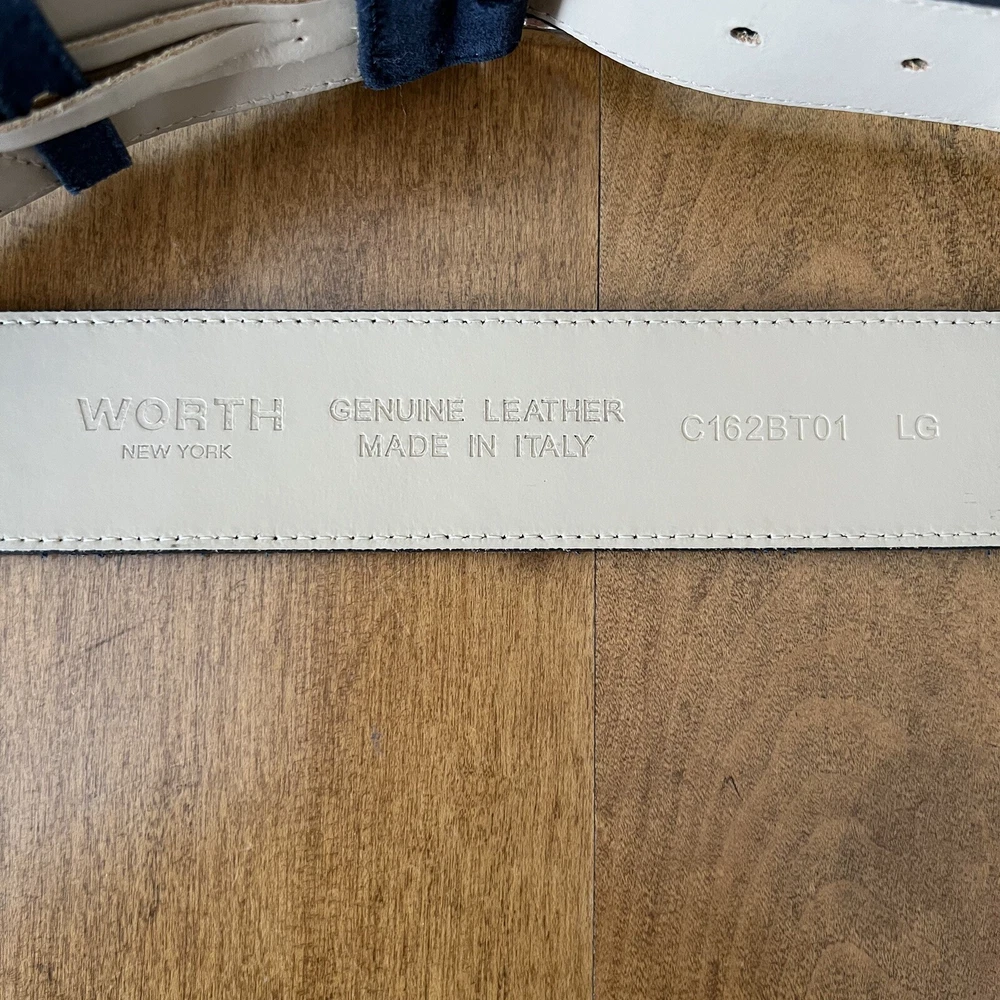 WORTH
NEW YORK
GENUINE LEATHER
MADE IN ITALY
C162BT01 LG